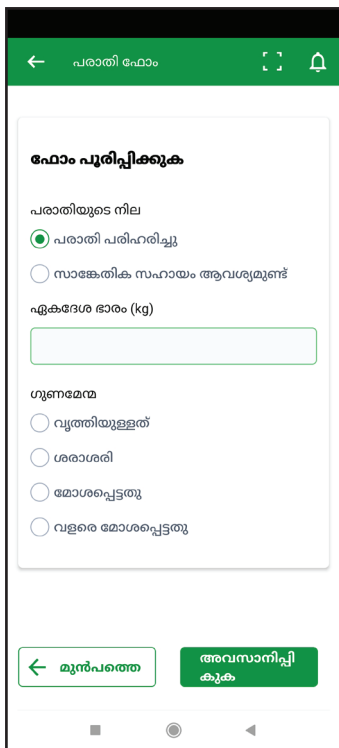 പരാതി ഫോം
ഫോം പൂരിപ്പിക്കുക
പരാതിയുടെ നില
പരാതി പരിഹരിച്ചു
സാങ്കേതിക സഹായം ആവശ്യമുണ്ട്
ഏകദേശ ഭാരം (kg)
ഗുണമേന്മ
വൃത്തിയുള്ളത്
ശരാശരി
മോശപ്പെട്ടതു
വളരെ മോശപ്പെട്ടതു
മുൻപത്തെ
അവസാനിപ്പി
കുക